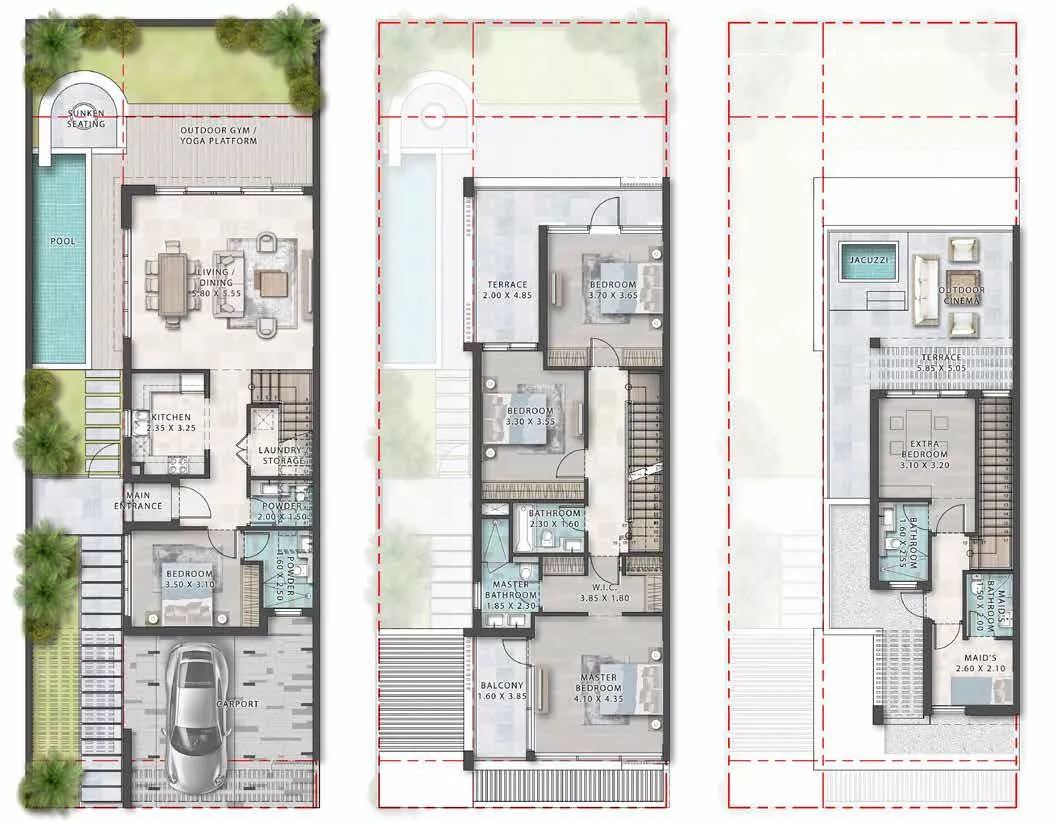 SUNKEN
SEATING
OUTDOOR GYM /
YOGA PLATFORM
POOL
LIVING /
DINING
5.80 X 5.55
KITCHEN
2.35 X 3.25
LAUNDRY /
STORAGE
MAIN
ENTRANCE
POWDER
2.00 X 1.50
BEDROOM
3.50 X 3.10
POWDER
1.60 X 2.50
CARPORT
TERRACE
2.00 X 4.85
BEDROOM
3.70 X 3.65
BEDROOM
3.30 X 3.55
BATHROOM
2.30 X 1.60
MASTER
BATHROOM
1.85 X 2.30
W.I.C.
3.85 X 1.80
BALCONY
1.60 X 3.85
MASTER
BEDROOM
4.10 X 4.35
JACUZZI
OUTDOOR
CINEMA
TERRACE
5.85 X 5.05
EXTRA
BEDROOM
3.10 X 3.20
BATHROOM
1.60 X 2.55
MAID'S
BATHROOM
1.50 X 2.00
MAID'S
2.60 X 2.10